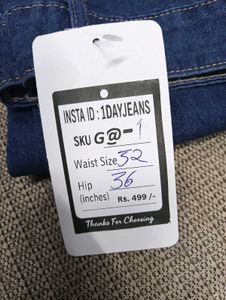 INSTA ID : 1DAYJEANS
SKU G@-1
Waist Size 32
Hip 36
(inches) Rs. 499 /-
Thanks For Choosing